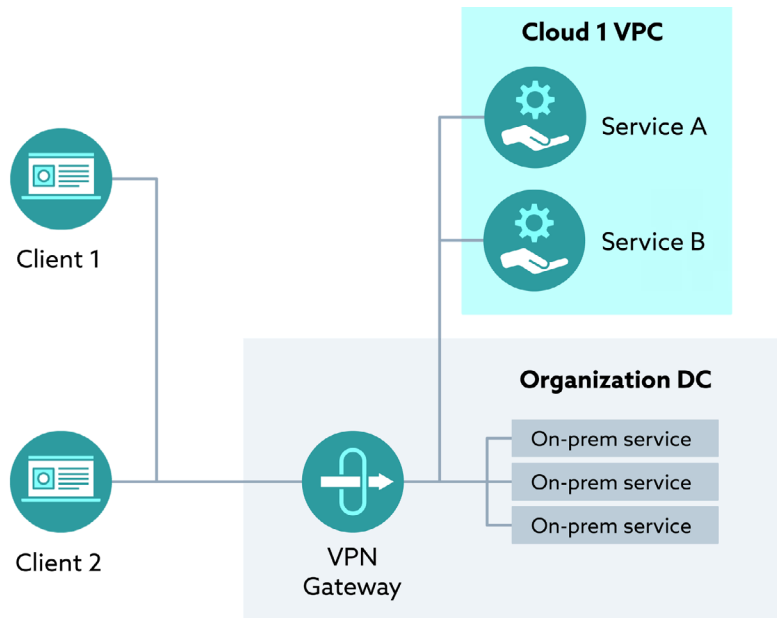 Cloud 1 VPC
Service A
Client 1
Service B
Organization DC
On-prem service
On-prem service
On-prem service
Client 2
VPN
Gateway